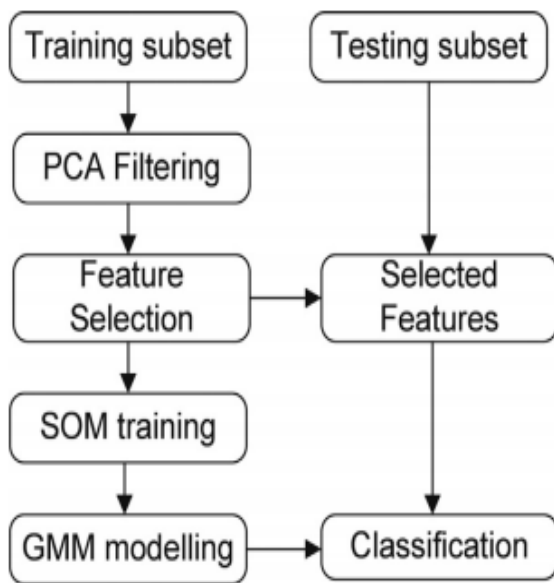 Training subset
Testing subset
PCA Filtering
Feature
Selection
Selected
Features
SOM training
GMM modelling
Classification